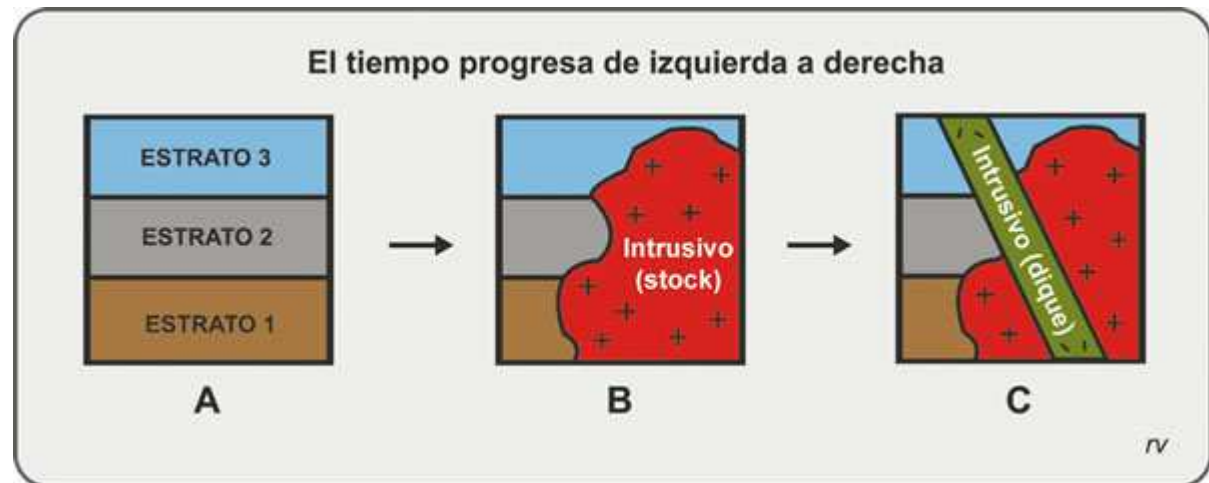 El tiempo progresa de izquierda a derecha
ESTRATO 3
ESTRATO 2
ESTRATO 1
A
Intrusivo
(stock)
B
Intrusivo (dique)
C
rv